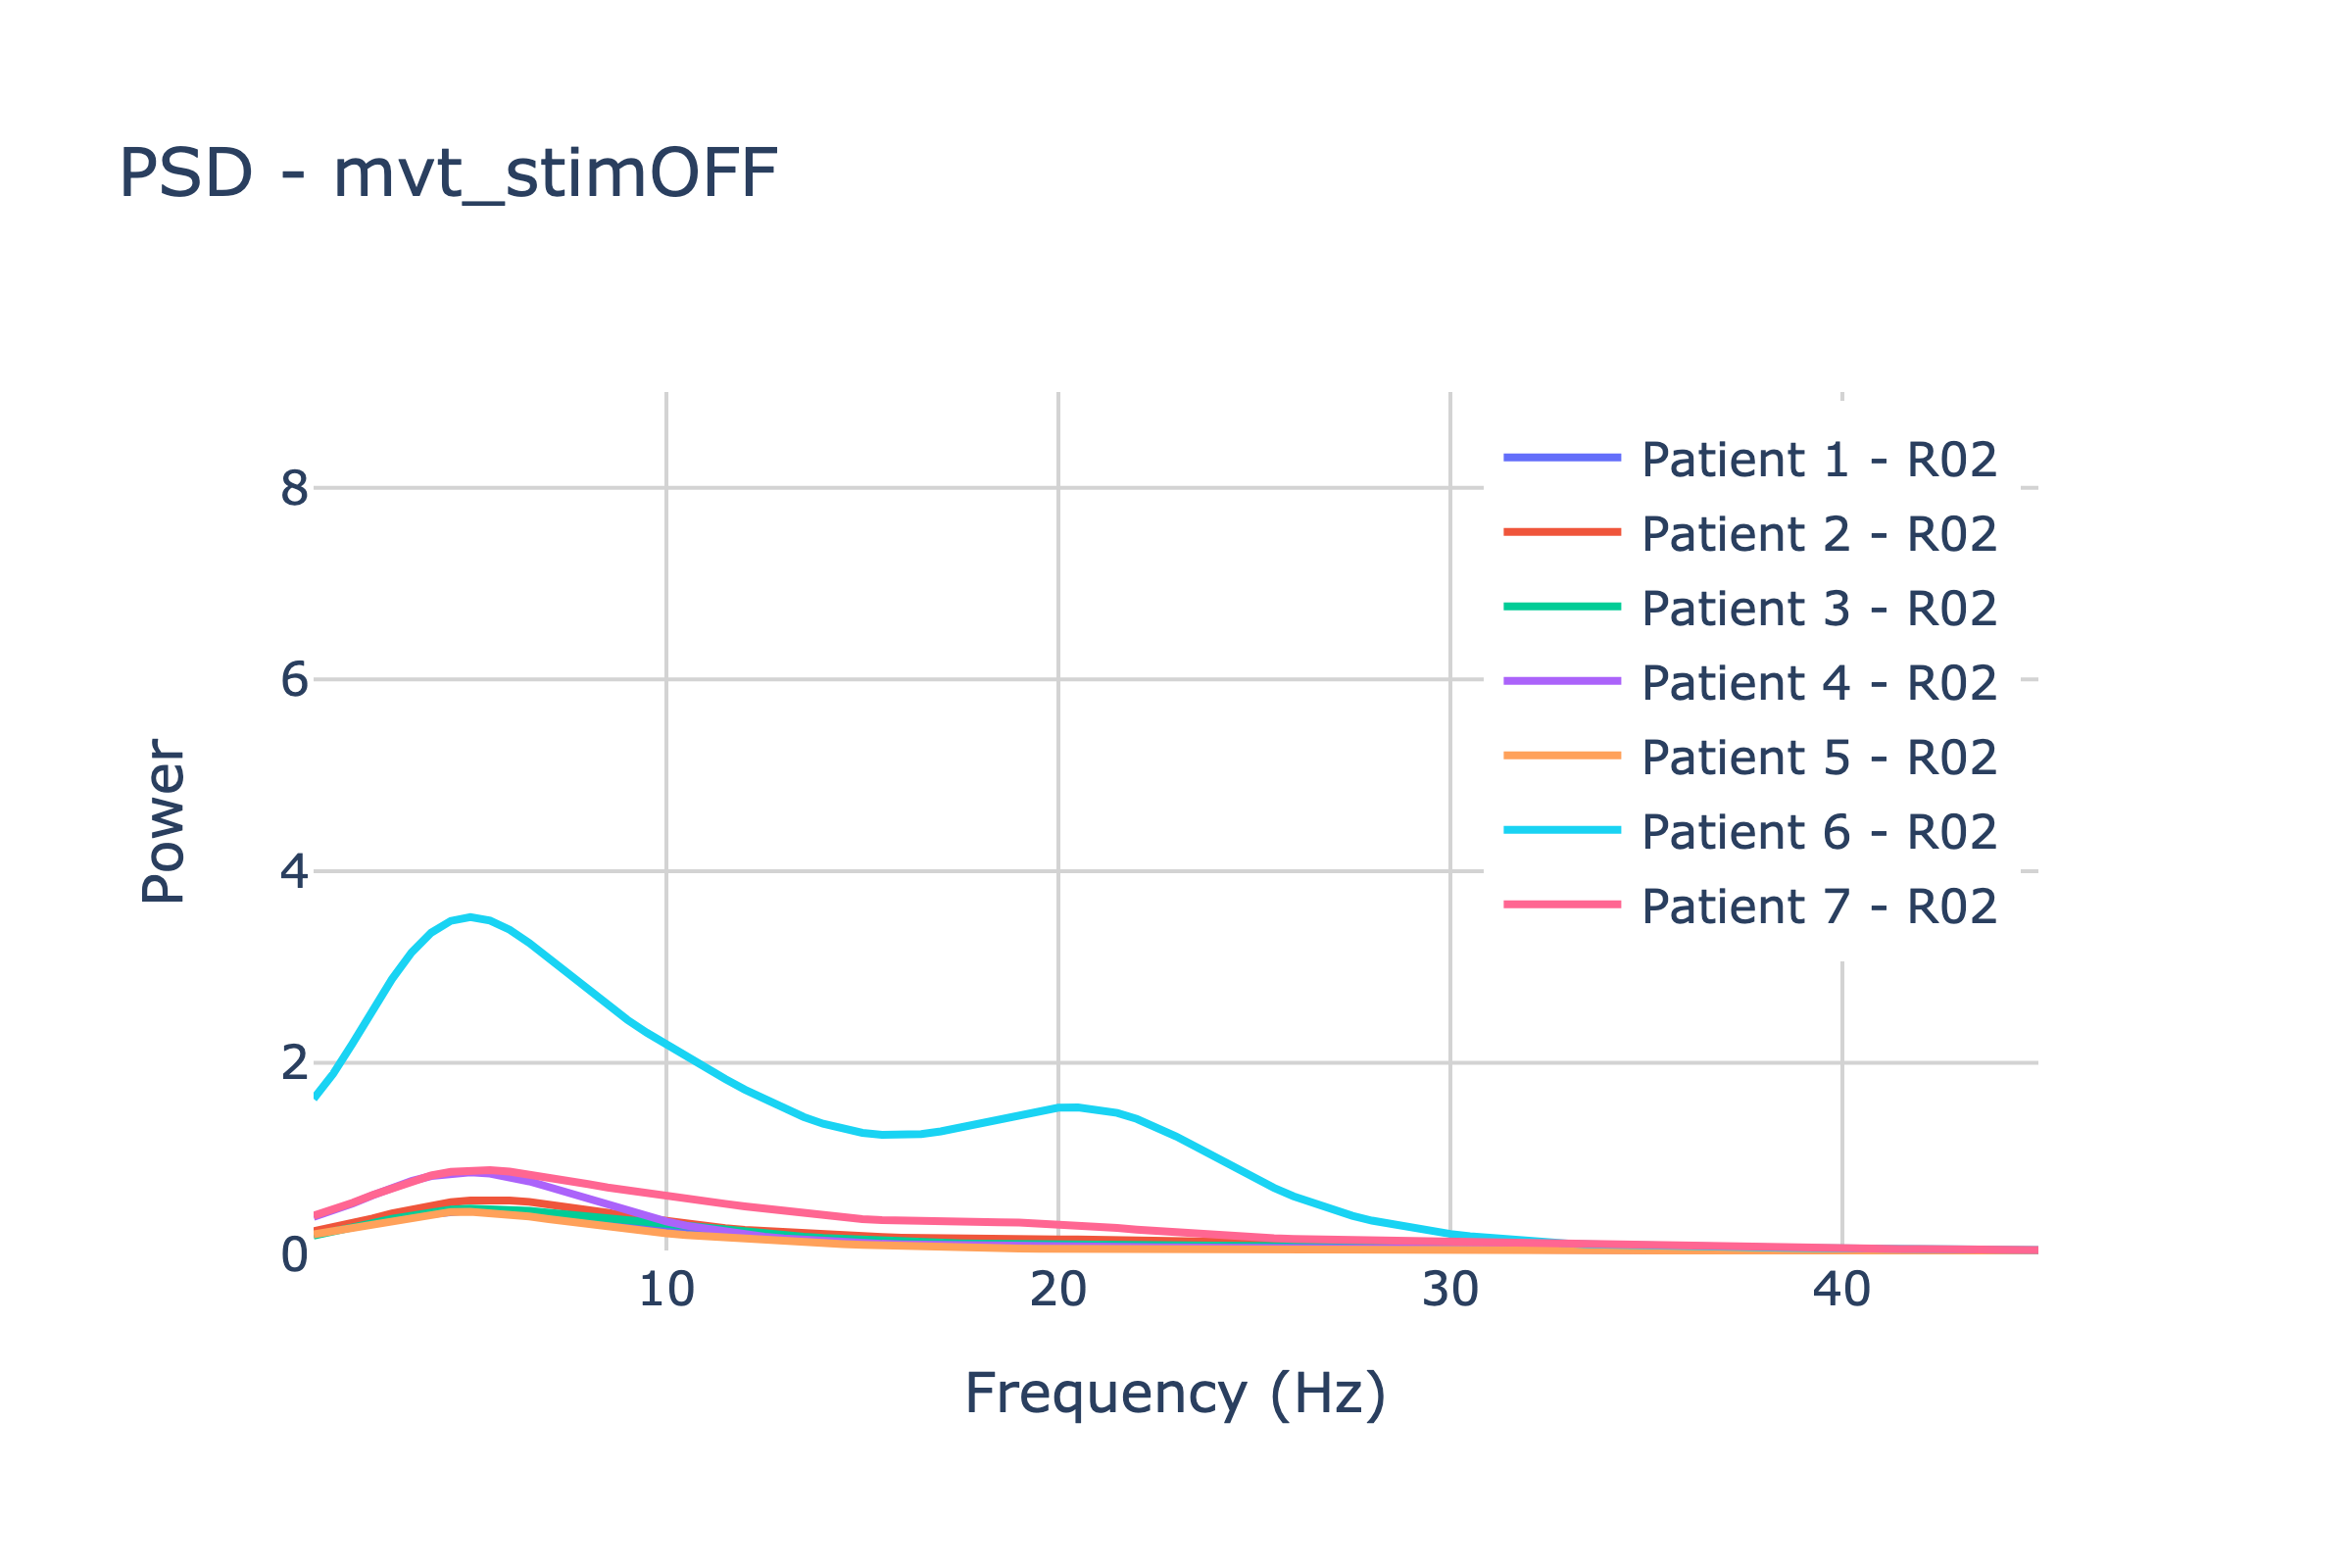 PSD - mvt_stimOFF
Patient 1 - R02
Patient 2 - R02
Patient 3 - R02
Patient 4 - R02
Patient 5 - R02
Patient 6 - R02
Patient 7 - R02
8
6
4
2
0
Power
10 20 30 40
Frequency (Hz)